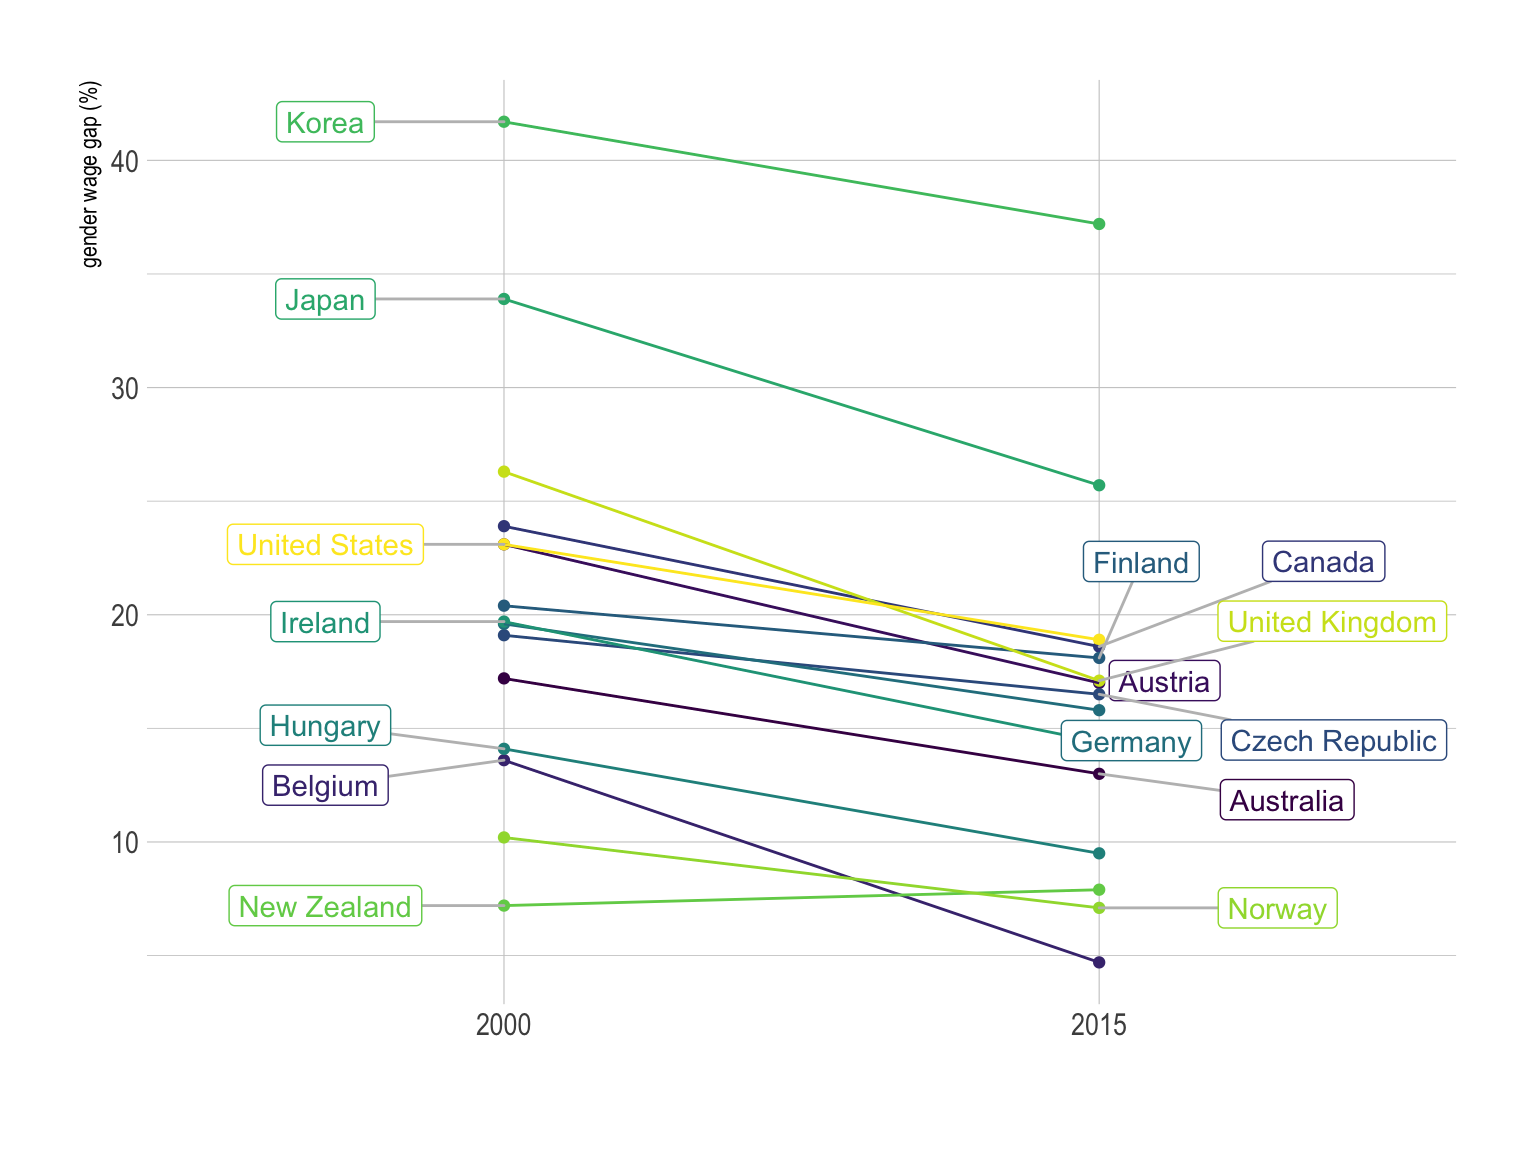 gender wage gap (%)
Korea
40
Japan
30
United States
Finland
Canada
20
Ireland
United Kingdom
Austria
Hungary
Germany
Czech Republic
Belgium
Australia
10
New Zealand
Norway
2000
2015